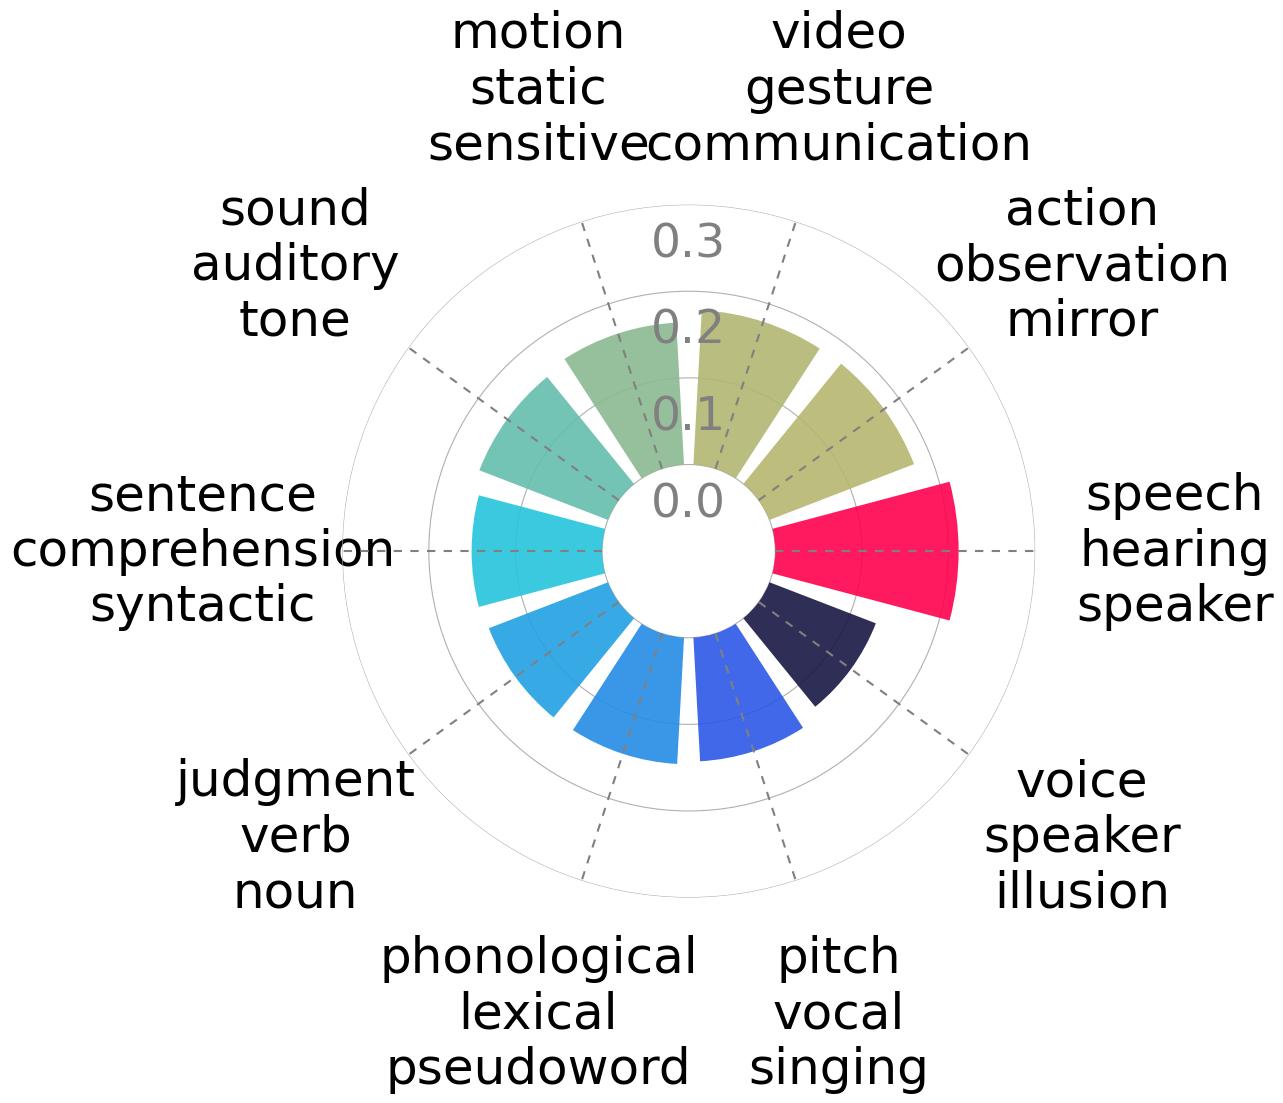 motion
static
sensitive
video
gesture
communication
sound
auditory
tone
action
observation
mirror
0.3
0.2
0.1
0.0
sentence
comprehension
syntactic
speech
hearing
speaker
judgment
verb
noun
voice
speaker
illusion
phonological
lexical
pseudoword
pitch
vocal
singing